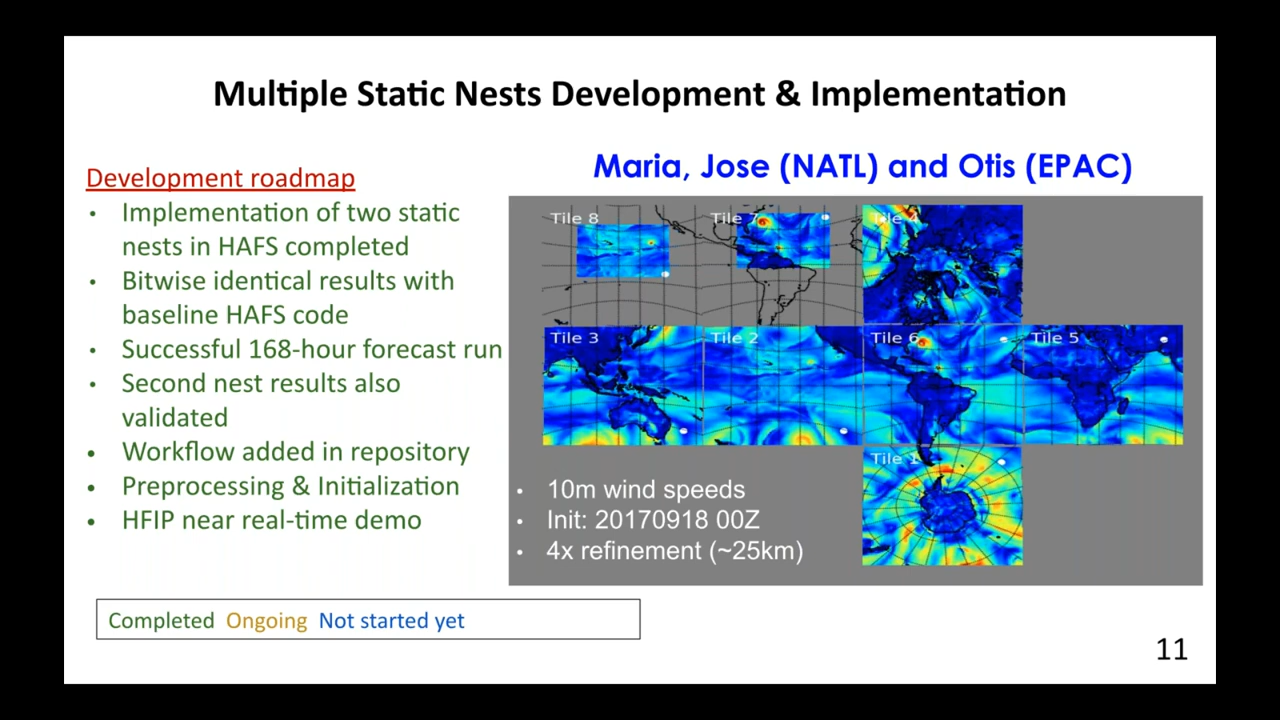 Multiple Static Nests Development & Implementation
Development roadmap
• Implementation of two static
nests in HAFS completed
• Bitwise identical results with
baseline HAFS code
• Successful 168-hour forecast run
• Second nest results also
validated
• Workflow added in repository
• Preprocessing & Initialization
• HFIP near real-time demo
Maria, Jose (NATL) and Otis (EPAC)
Tile 8
Tile 7
Tile 4
Tile 3
Tile 2
Tile 6
Tile 5
Tile 1
• 10m wind speeds
• Init: 20170918 00Z
• 4x refinement (~25km)
Completed Ongoing Not started yet
11